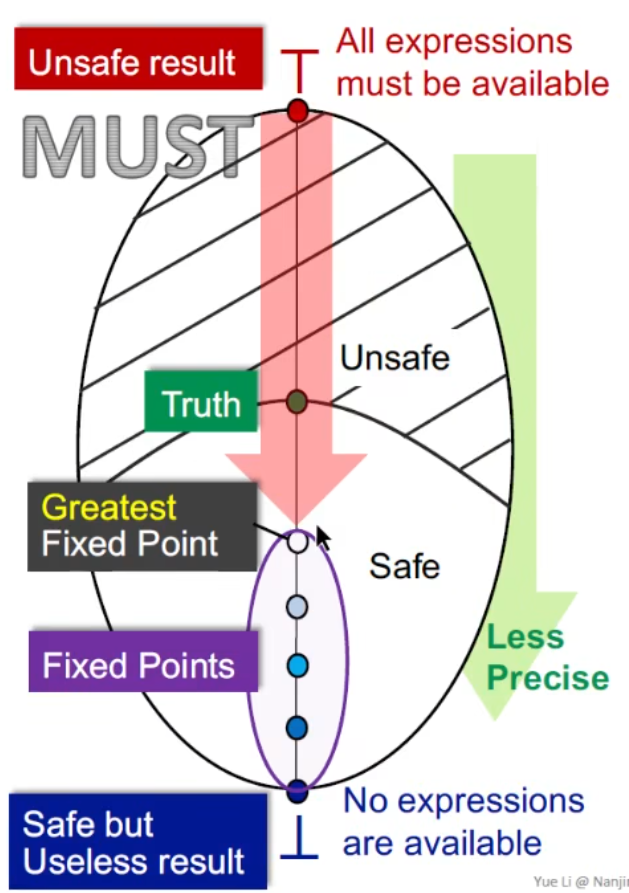 Unsafe result
⊤
All expressions
must be available
MUST
Unsafe
Truth
Greatest
Fixed Point
Safe
Fixed Points
Less
Precise
Safe but
Useless result
⊥
No expressions
are available
Yue Li @ Nanji